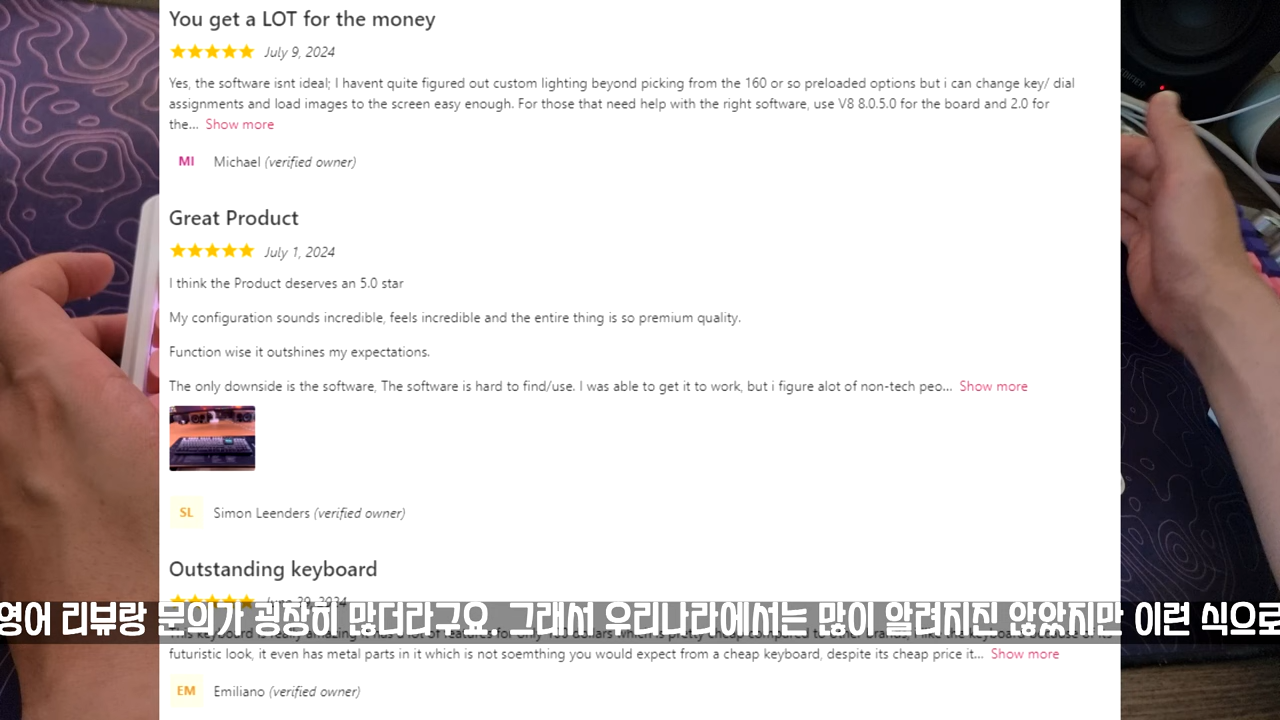 You get a LOT for the money
July 9, 2024
Yes, the software isnt ideal; I havent quite figured out custom lighting beyond picking from the 160 or so preloaded options but i can change key/ dial
assignments and load images to the screen easy enough. For those that need help with the right software, use V8 8.0.5.0 for the board and 2.0 for
the... Show more
MI Michael (verified owner)
Great Product
July 1, 2024
I think the Product deserves an 5.0 star
My configuration sounds incredible, feels incredible and the entire thing is so premium quality.
Function wise it outshines my expectations.
The only downside is the software, The software is hard to find/use. I was able to get it to work, but i figure alot of non-tech peo... Show more
SL Simon Leenders (verified owner)
Outstanding keyboard
June 29, 2024
영어 리뷰랑 문의가 굉장히 많더라구요. 그래서 우리나라에서는 많이 알려지진 않았지만 이런 식으로
futuristic look, it even has metal parts in it which is not soemthing you would expect from a cheap keyboard, despite its cheap price it... Show more
EM Emiliano (verified owner)
EDIFIER